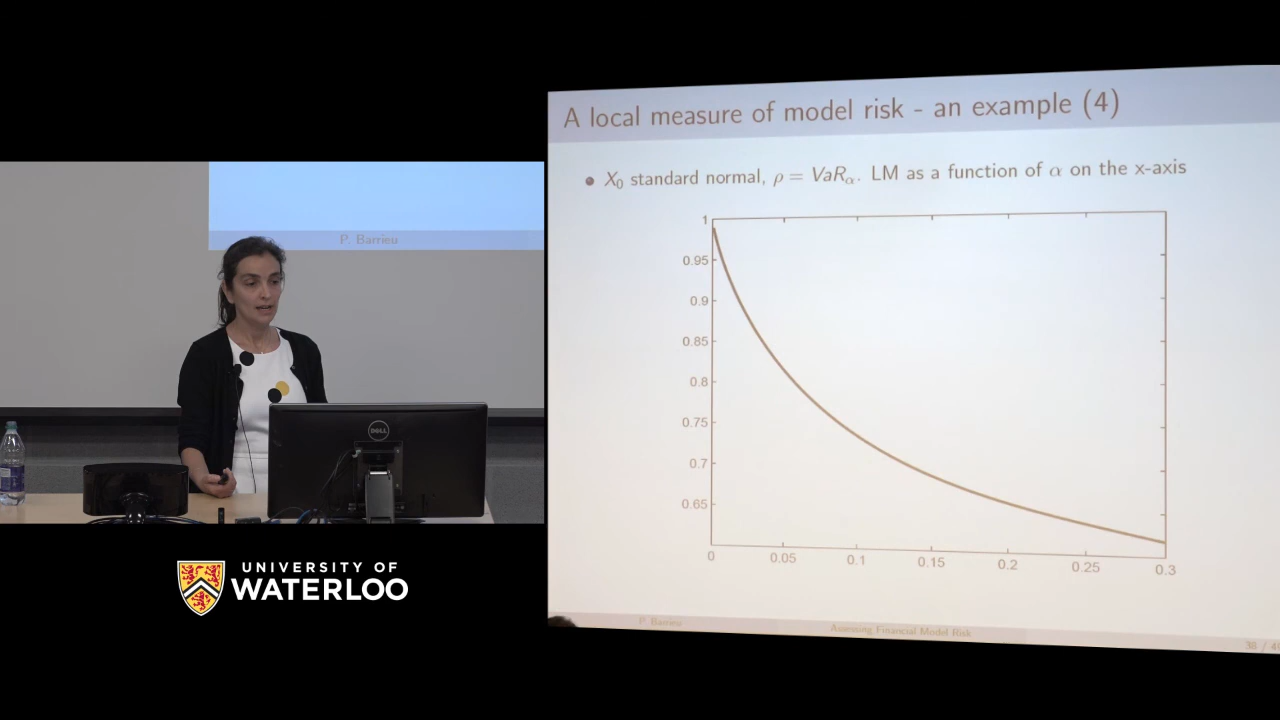 P. Barrieu
DELL
UNIVERSITY OF
WATERLOO
A local measure of model risk - an example (4)
X₀ standard normal, ρ = VaRα. LM as a function of α on the x-axis
1
0.95
0.9
0.85
0.8
0.75
0.7
0.65
0 0.05 0.1 0.15 0.2 0.25 0.3
P. Barrieu Assessing Financial Model Risk